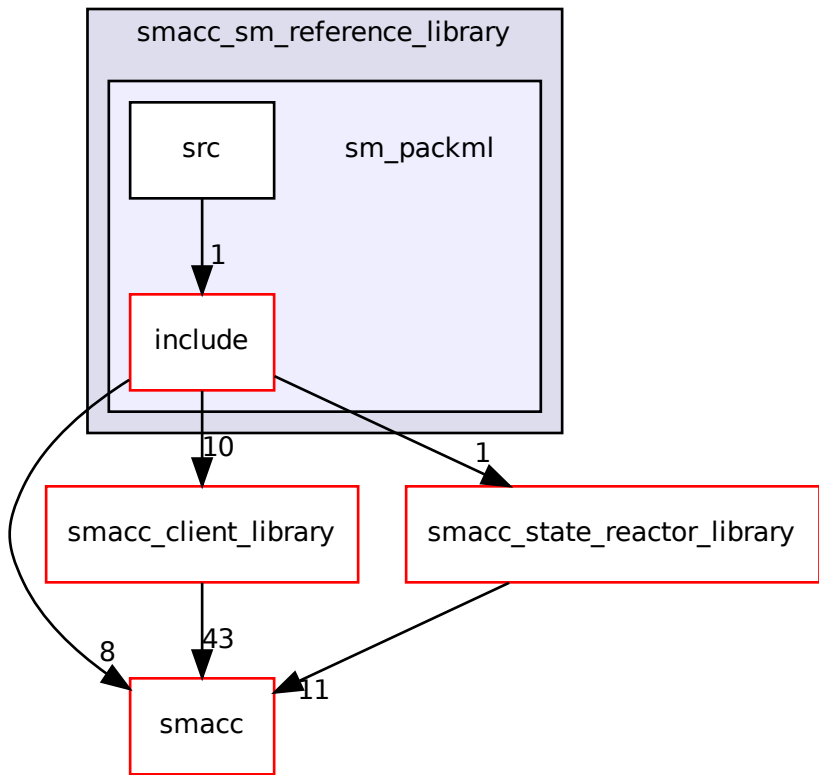 smacc_sm_reference_library
src
sm_packml
1
include
10
1
smacc_client_library
smacc_state_reactor_library
8
43
11
smacc